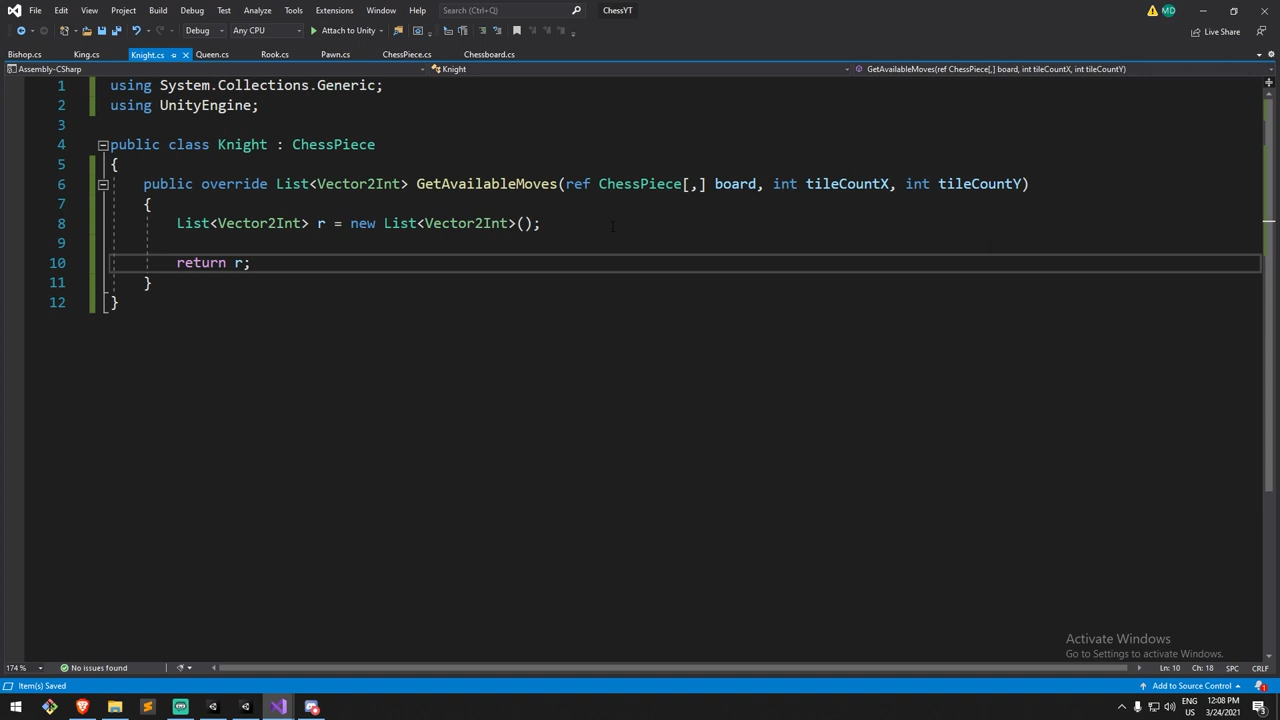 File Edit View Project Build Debug Test Analyze Tools Extensions Window Help Search (Ctrl+Q) ChessYT MD
Debug Any CPU Attach to Unity Live Share
Bishop.cs King.cs Knight.cs Queen.cs Rook.cs Pawn.cs ChessPiece.cs Chessboard.cs
Assembly-CSharp Knight GetAvailableMoves(ref ChessPiece[,] board, int tileCountX, int tileCountY)
1 using System.Collections.Generic;
2 using UnityEngine;
3
4 public class Knight : ChessPiece
5 {
6 public override List<Vector2Int> GetAvailableMoves(ref ChessPiece[,] board, int tileCountX, int tileCountY)
7 {
8 List<Vector2Int> r = new List<Vector2Int>();
9
10 return r;
11 }
12 }
Activate Windows
Go to Settings to activate Windows.
174 % No issues found Ln: 10 Ch: 18 SPC CRLF
Item(s) Saved Add to Source Control 1
ENG 12:08 PM
US 3/24/2021 3